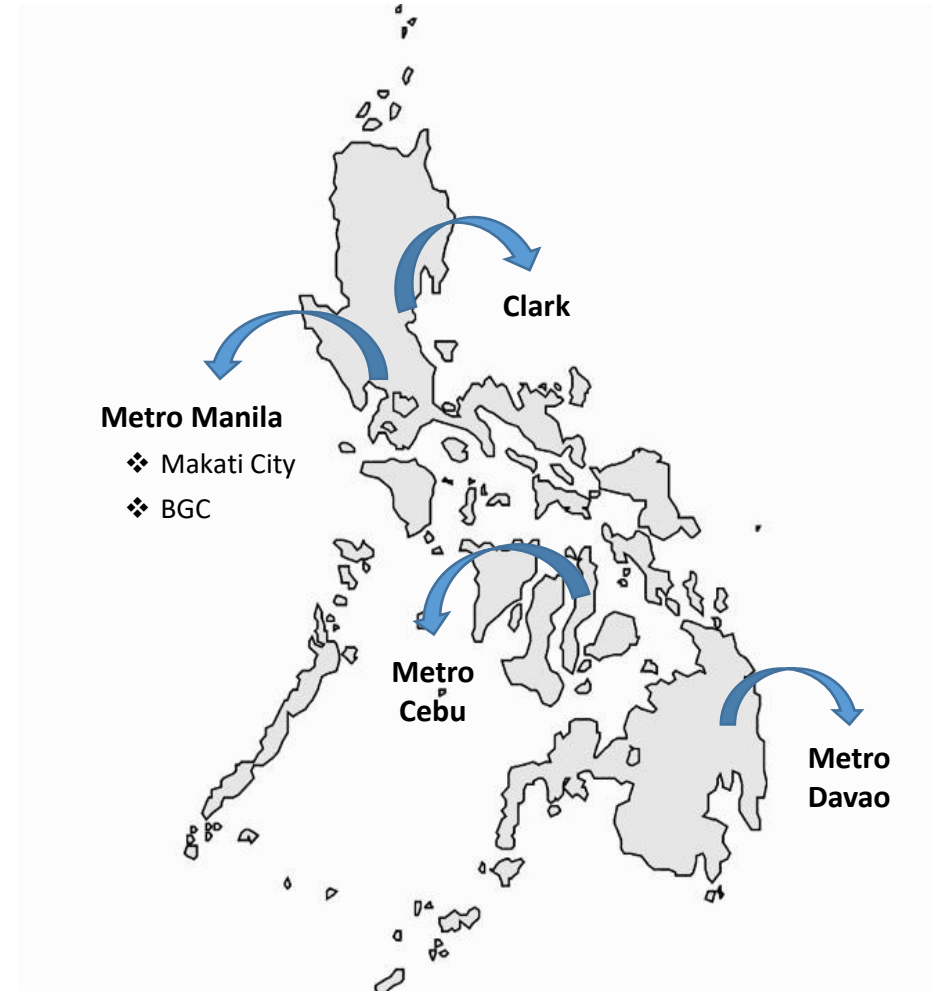 Clark
Metro Manila
❖ Makati City
❖ BGC
Metro
Cebu
Metro
Davao